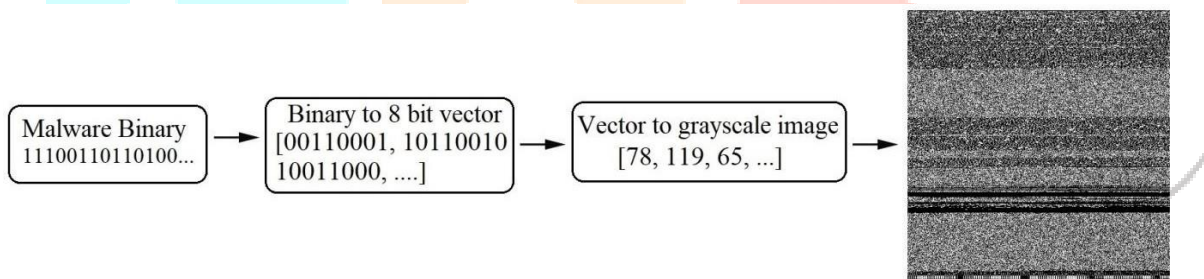 Malware Binary
11100110110100...
Binary to 8 bit vector
[00110001, 10110010
10011000, ....]
Vector to grayscale image
[78, 119, 65, ...]